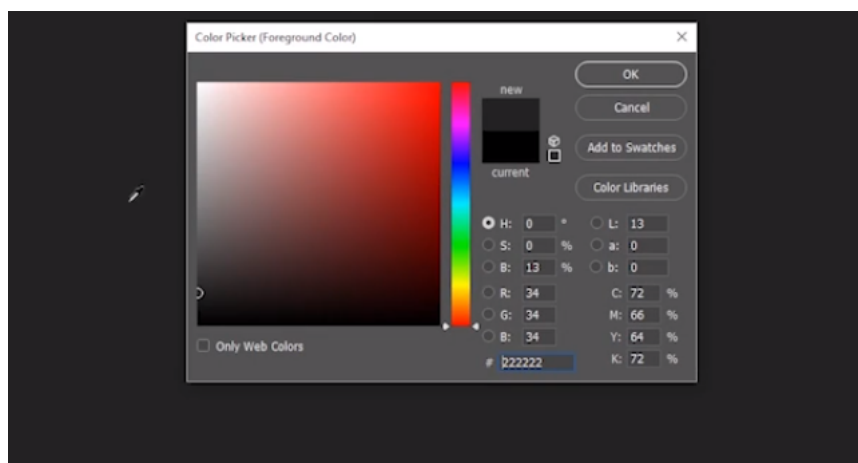 Color Picker (Foreground Color)
new
current
OK
Cancel
Add to Swatches
Color Libraries
H: 0 °
S: 0 %
B: 13 %
R: 34
G: 34
B: 34
# 222222
L: 13
a: 0
b: 0
C: 72 %
M: 66 %
Y: 64 %
K: 72 %
Only Web Colors